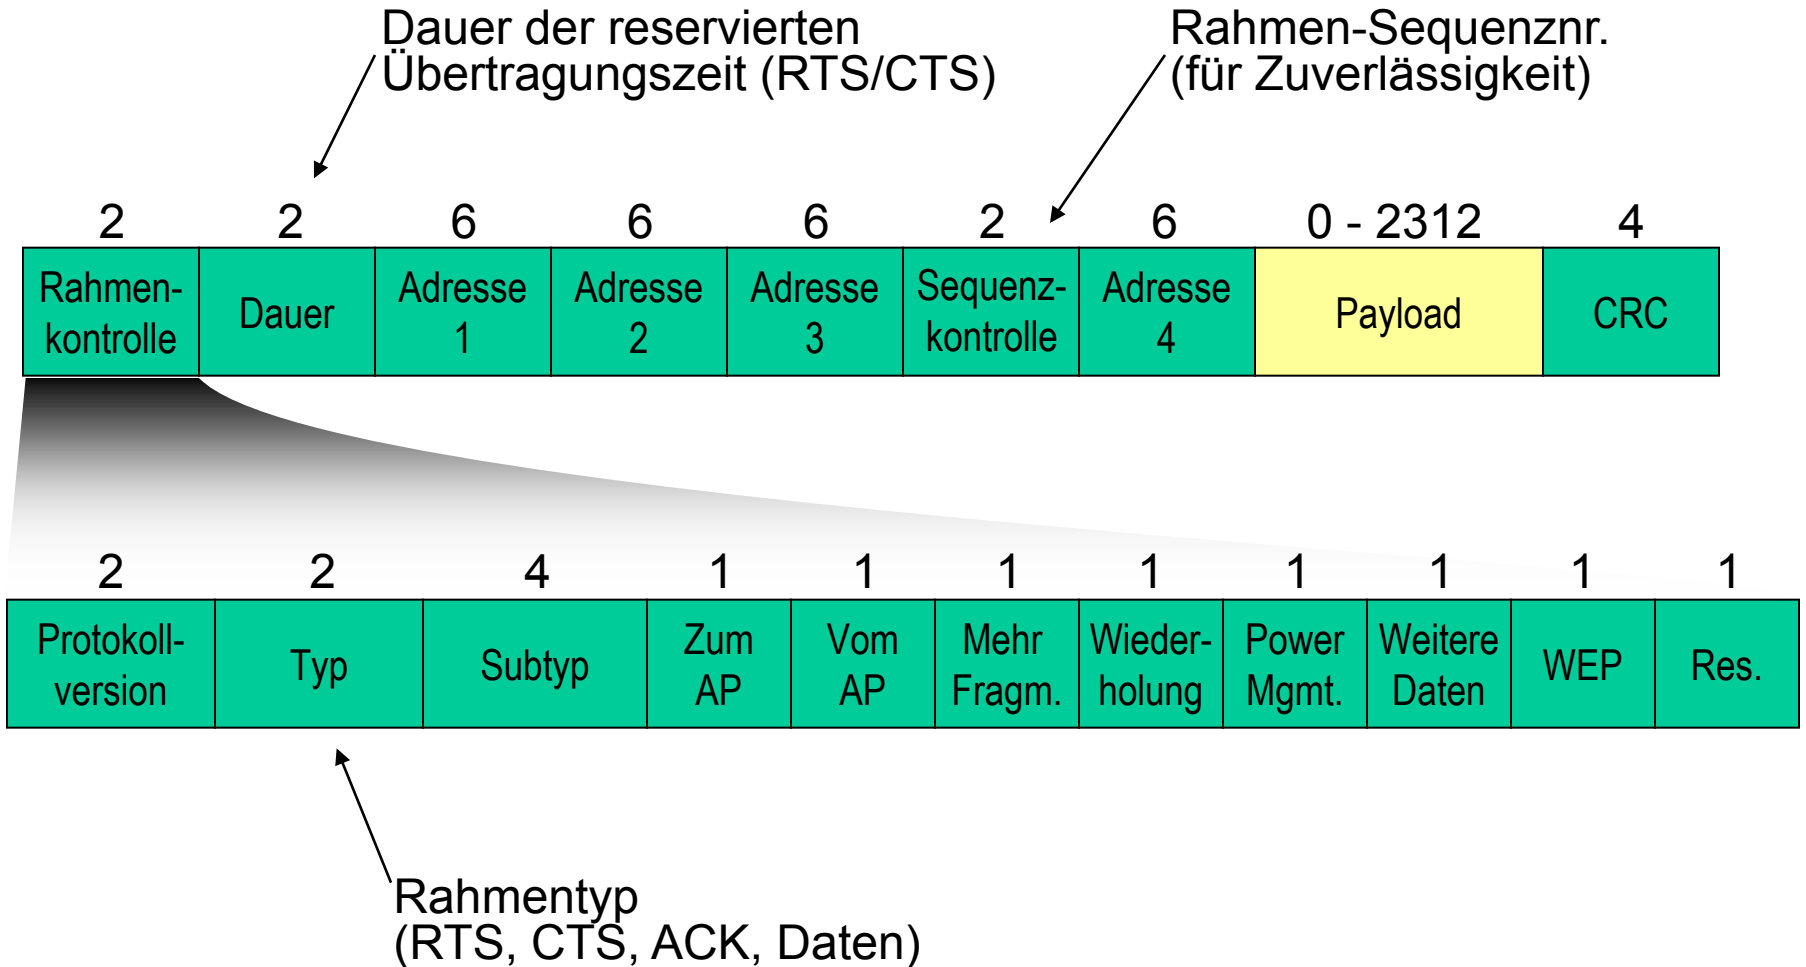 Dauer der reservierten
Übertragungszeit (RTS/CTS)
Rahmen-Sequenznr.
(für Zuverlässigkeit)
2 2 6 6 6 2 6 0 - 2312 4
Rahmen-
kontrolle
Dauer
Adresse
1
Adresse
2
Adresse
3
Sequenz-
kontrolle
Adresse
4
Payload
CRC
2 2 4 1 1 1 1 1 1 1 1
Protokoll-
version
Typ
Subtyp
Zum
AP
Vom
AP
Mehr
Fragm.
Wieder-
holung
Power
Mgmt.
Weitere
Daten
WEP
Res.
Rahmentyp
(RTS, CTS, ACK, Daten)